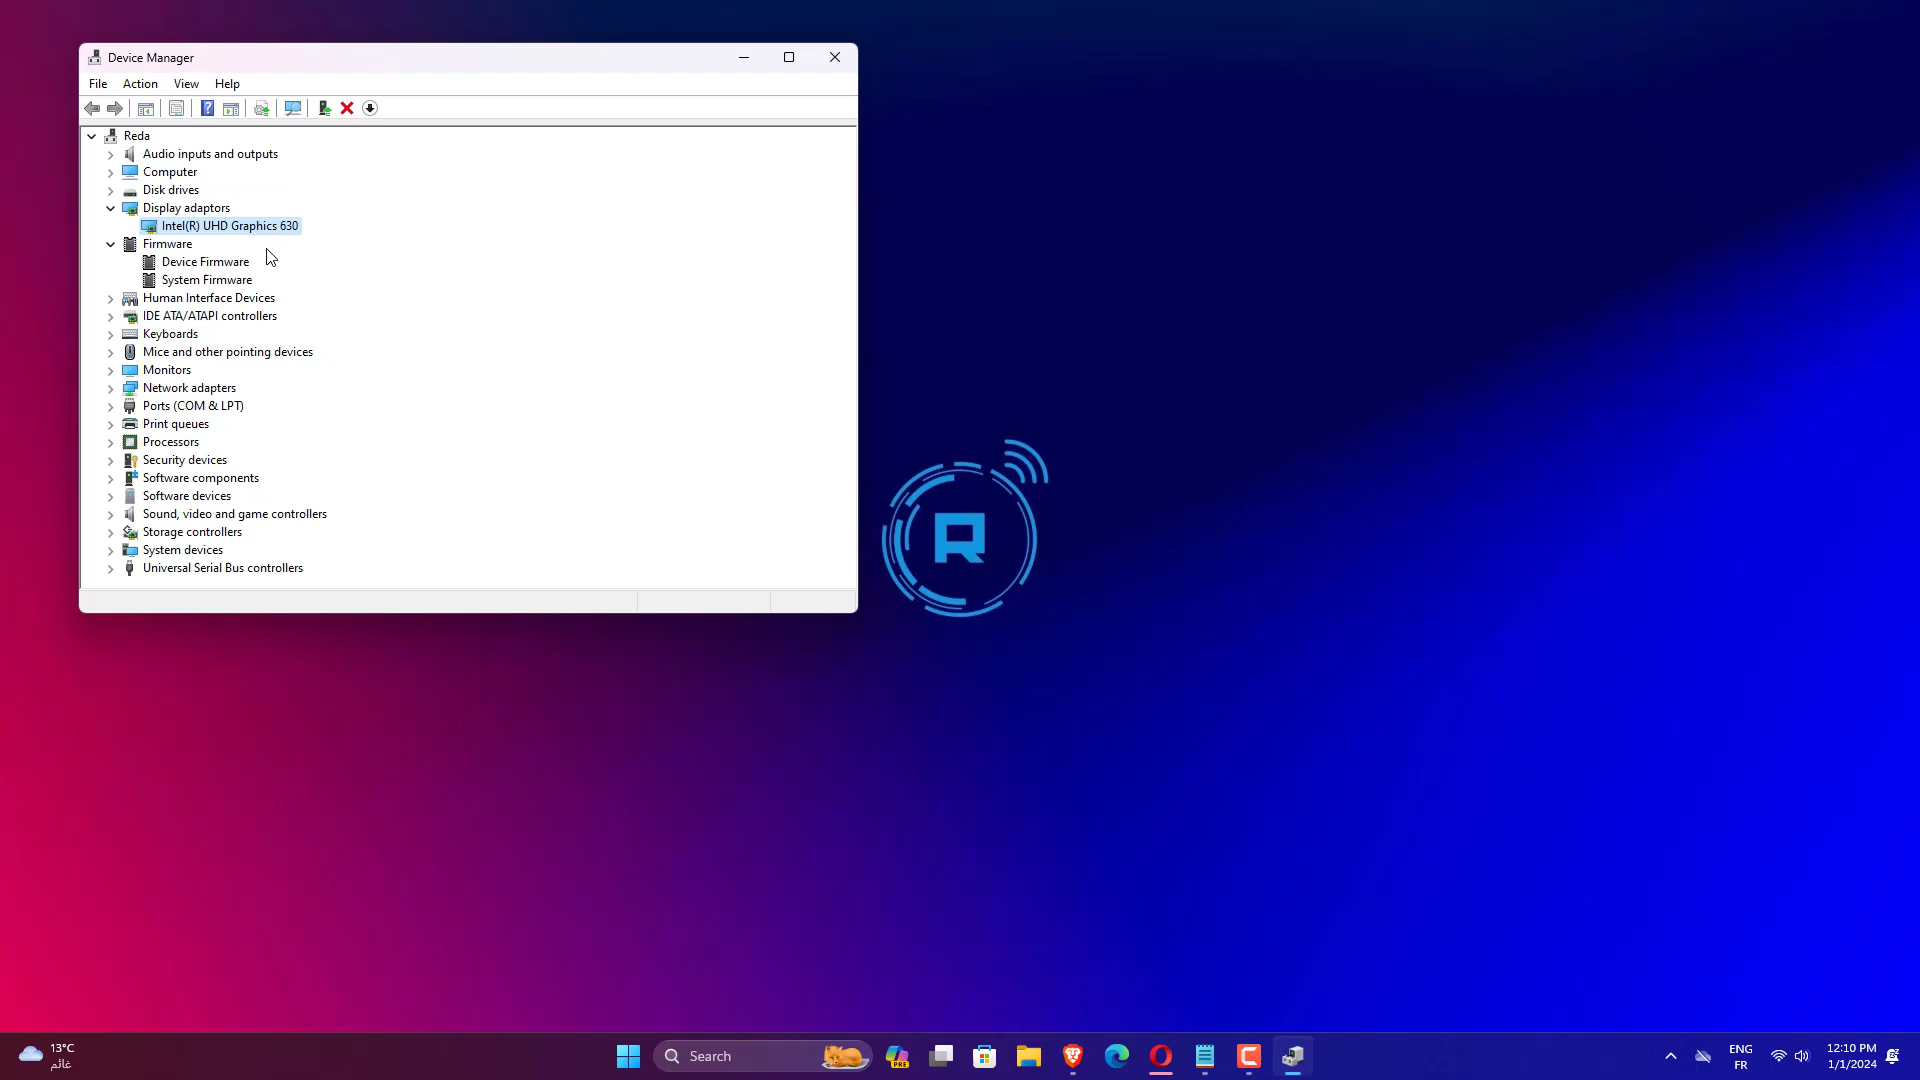 Device Manager
File Action View Help
Reda
Audio inputs and outputs
Computer
Disk drives
Display adaptors
Intel(R) UHD Graphics 630
Firmware
Device Firmware
System Firmware
Human Interface Devices
IDE ATA/ATAPI controllers
Keyboards
Mice and other pointing devices
Monitors
Network adapters
Ports (COM & LPT)
Print queues
Processors
Security devices
Software components
Software devices
Sound, video and game controllers
Storage controllers
System devices
Universal Serial Bus controllers
R
13°C
غائم
Search
PRE
ENG
FR
12:10 PM
1/1/2024